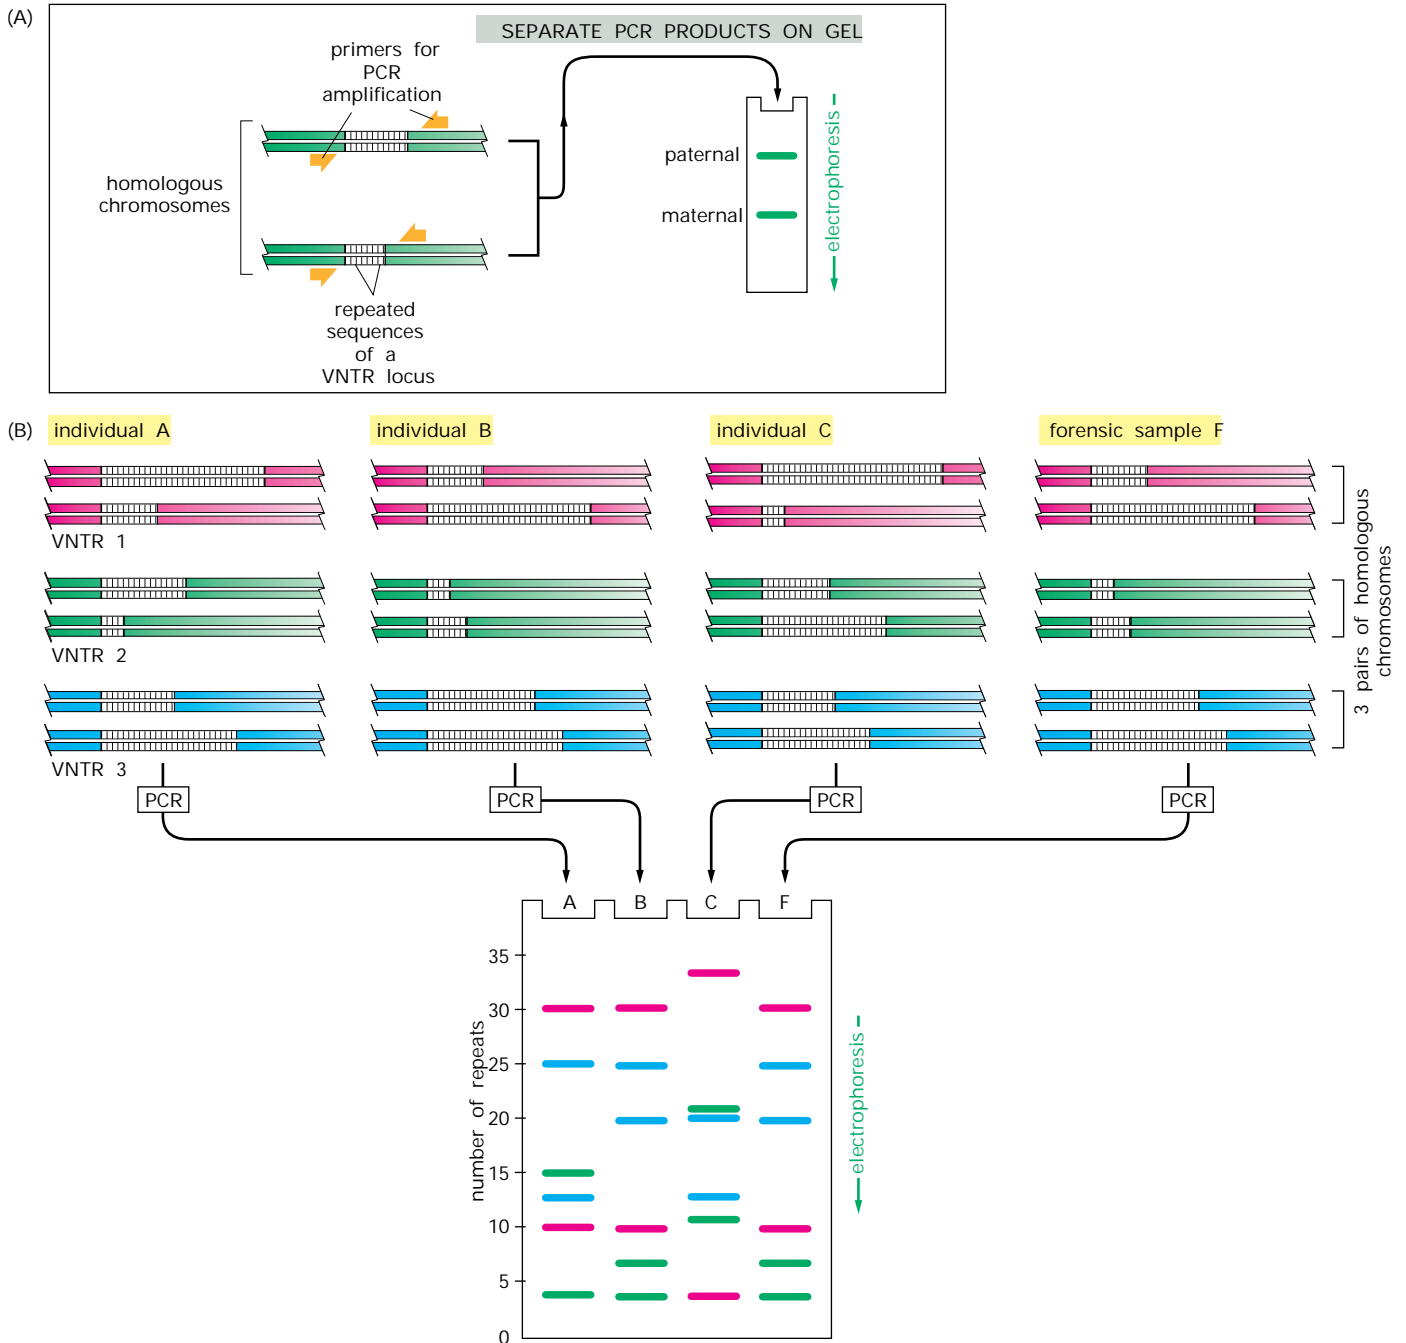 (A)
SEPARATE PCR PRODUCTS ON GEL
primers for
PCR
amplification
homologous
chromosomes
repeated
sequences
of a
VNTR locus
paternal
maternal
electrophoresis
(B)
individual A
individual B
individual C
forensic sample F
VNTR 1
VNTR 2
VNTR 3
3 pairs of homologous
chromosomes
PCR
PCR
PCR
PCR
A
B
C
F
number of repeats
35
30
25
20
15
10
5
0
electrophoresis